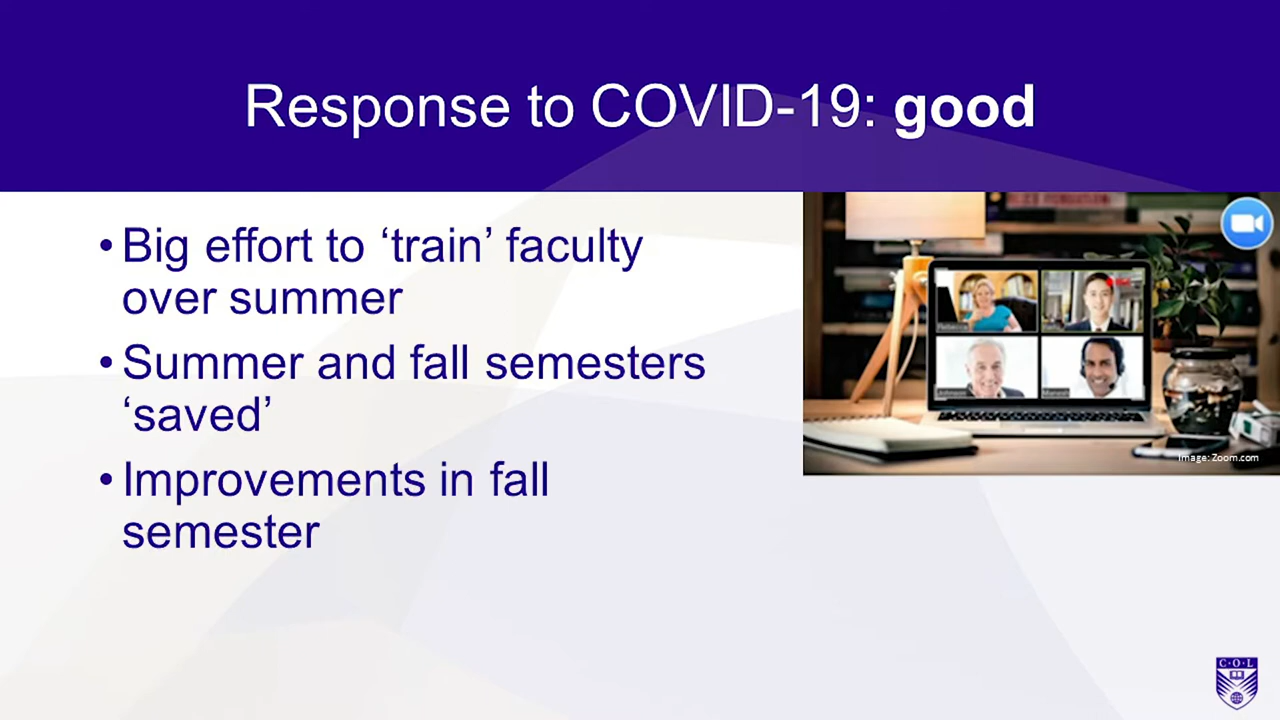 Response to COVID-19: good
• Big effort to ‘train’ faculty
over summer
• Summer and fall semesters
‘saved’
• Improvements in fall
semester
Image: Zoom.com
C·O·L